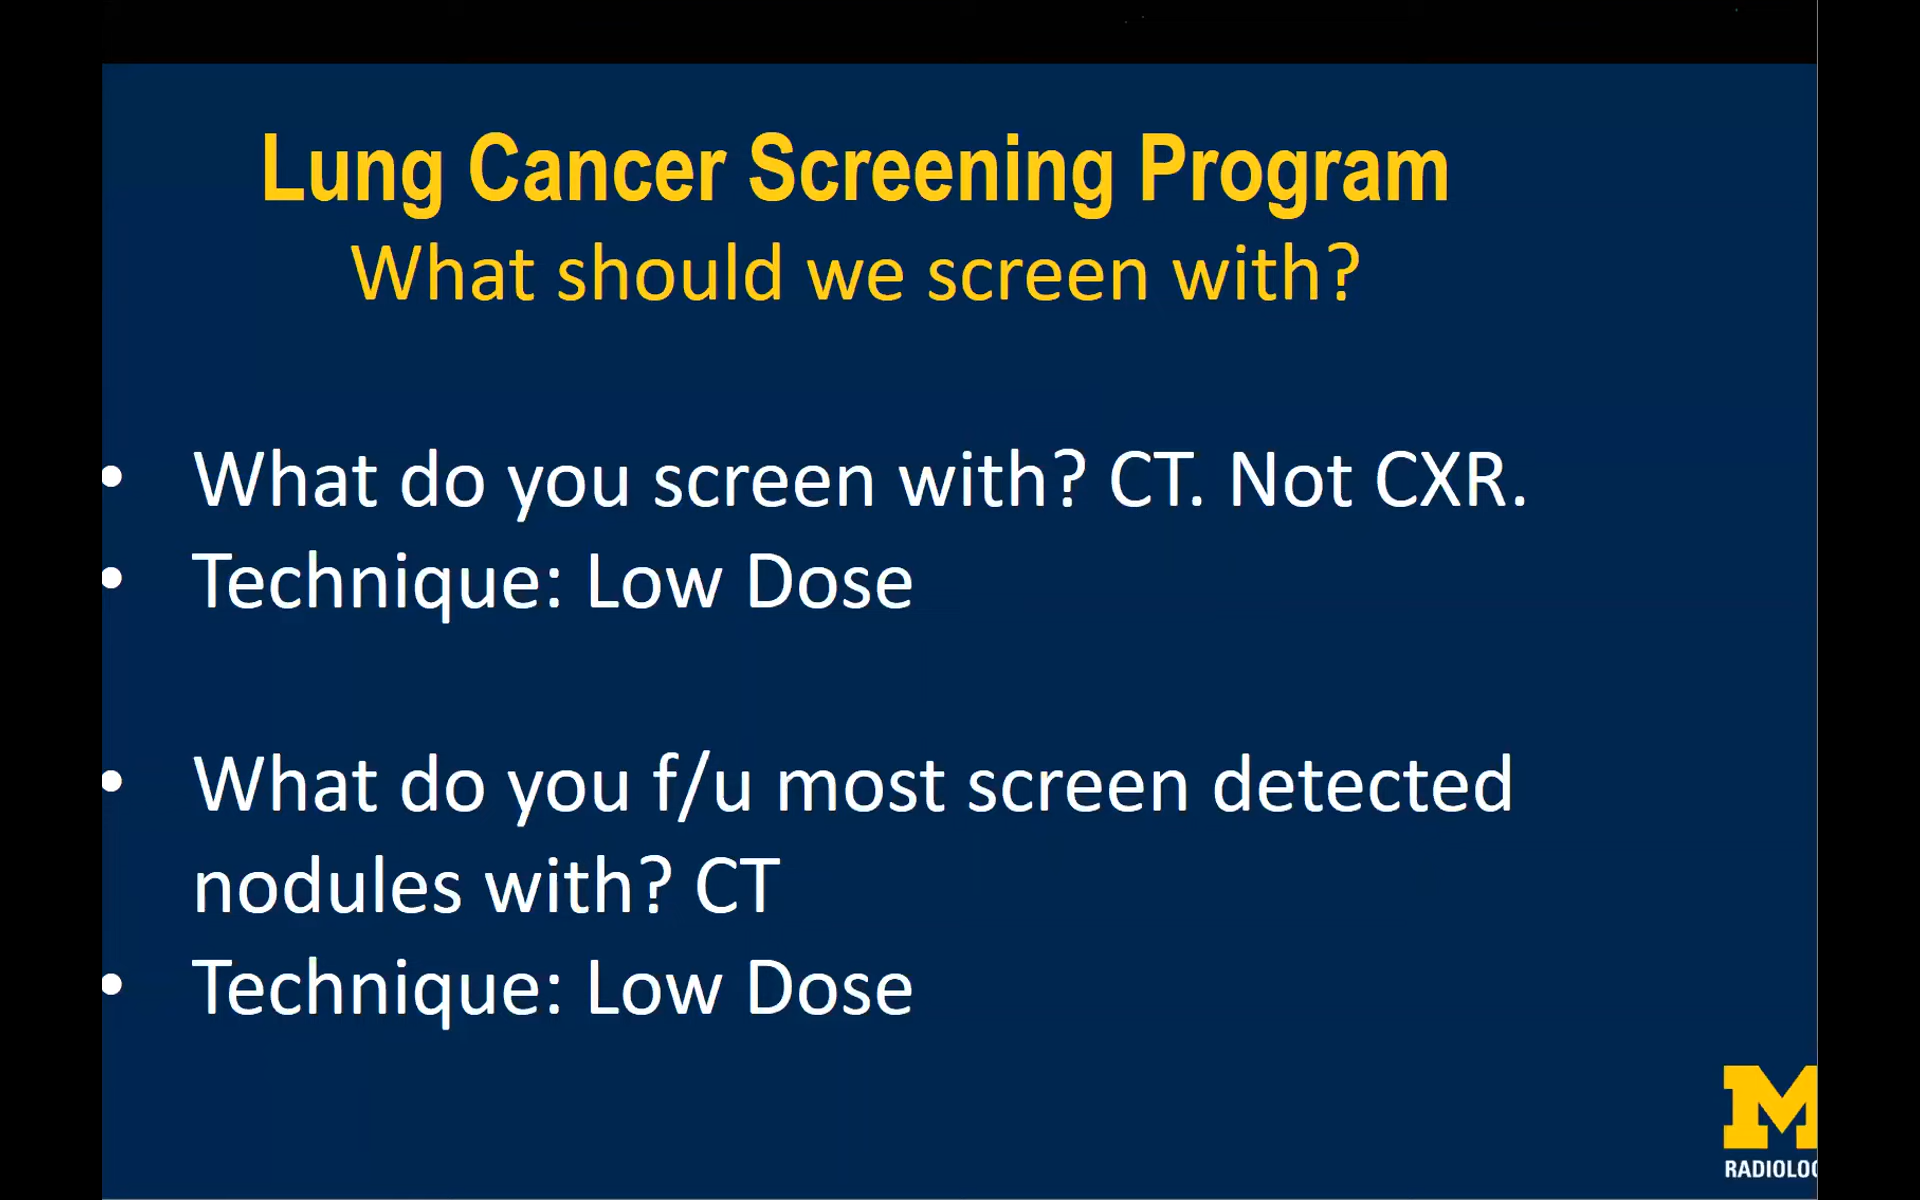 Lung Cancer Screening Program
What should we screen with?
• What do you screen with? CT. Not CXR.
• Technique: Low Dose
• What do you f/u most screen detected
nodules with? CT
• Technique: Low Dose
M
RADIOLOG